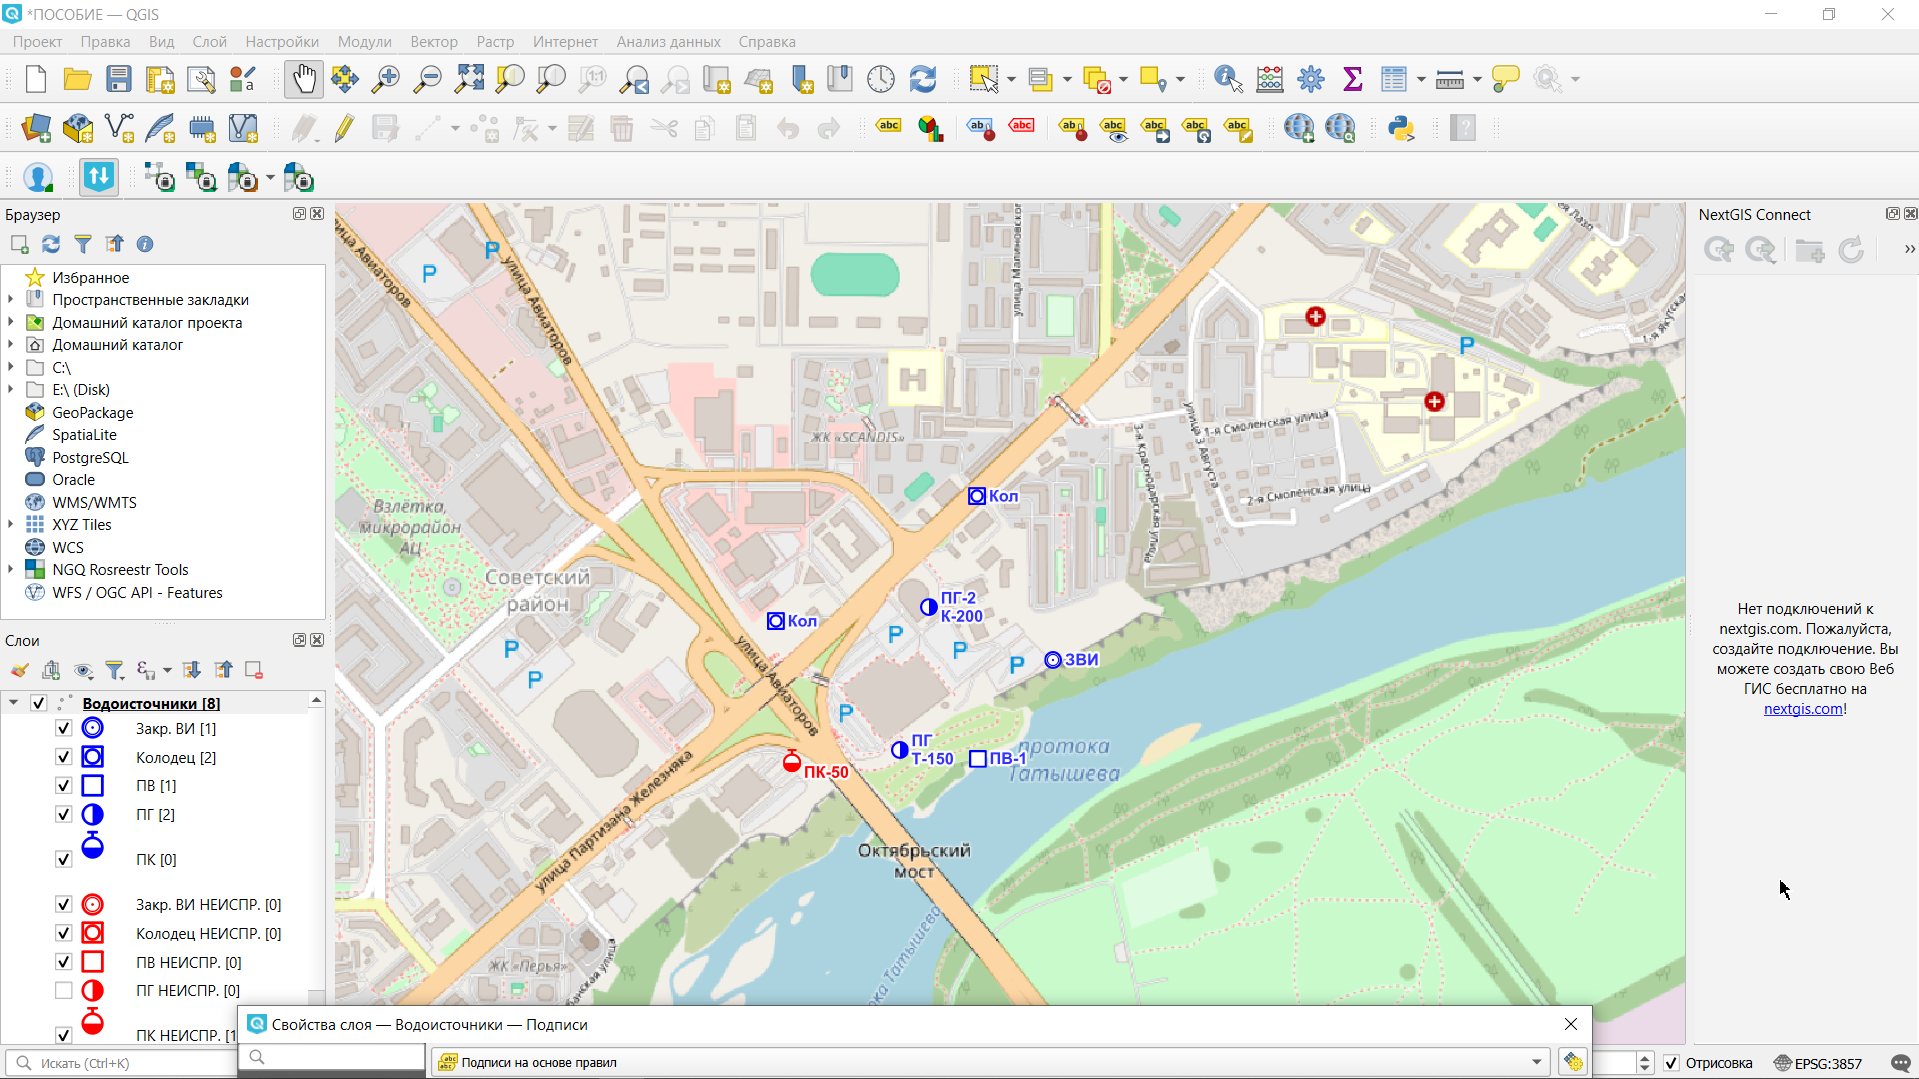 *ПОСОБИЕ — QGIS
Проект Правка Вид Слой Настройки Модули Вектор Растр Интернет Анализ данных Справка
Браузер
Избранное
Пространственные закладки
Домашний каталог проекта
Домашний каталог
C:\
E:\ (Disk)
GeoPackage
SpatiaLite
PostgreSQL
Oracle
WMS/WMTS
XYZ Tiles
WCS
NGQ Rosreestr Tools
WFS / OGC API - Features
Слои
Водоисточники [8]
Закр. ВИ [1]
Колодец [2]
ПВ [1]
ПГ [2]
ПК [0]
Закр. ВИ НЕИСПР. [0]
Колодец НЕИСПР. [0]
ПВ НЕИСПР. [0]
ПГ НЕИСПР. [0]
ПК НЕИСПР. [1
Искать (Ctrl+K)
улица Авиаторов
улица Авиаторов
улица Малиновского
P
P
P
ЖК «SCANDIS»
1-я Смоленская улица
2-я Смоленская улица
улица 3 Августа
3-я Краснодарская улица
Взлётка,
микрорайон
АЦ
Советский
район
Кол
Кол
ПГ-2
К-200
ЗВИ
P
P
P
P
P
P
улица Авиаторов
ПГ
Т-150
ПВ-1
ПК-50
протока
Татышева
улица Партизана Железняка
Октябрьский
мост
ЖК «Перья»
NextGIS Connect
Нет подключений к
nextgis.com. Пожалуйста,
создайте подключение. Вы
можете создать свою Веб
ГИС бесплатно на
nextgis.com!
Свойства слоя — Водоисточники — Подписи
Подписи на основе правил
Отрисовка
EPSG:3857